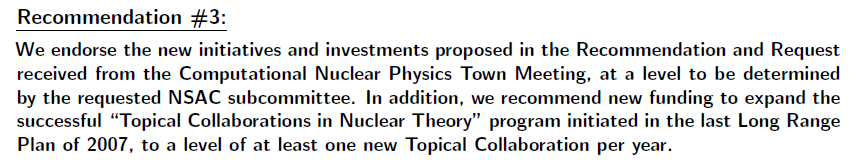 Recommendation #3:
We endorse the new initiatives and investments proposed in the Recommendation and Request
received from the Computational Nuclear Physics Town Meeting, at a level to be determined
by the requested NSAC subcommittee. In addition, we recommend new funding to expand the
successful “Topical Collaborations in Nuclear Theory” program initiated in the last Long Range
Plan of 2007, to a level of at least one new Topical Collaboration per year.